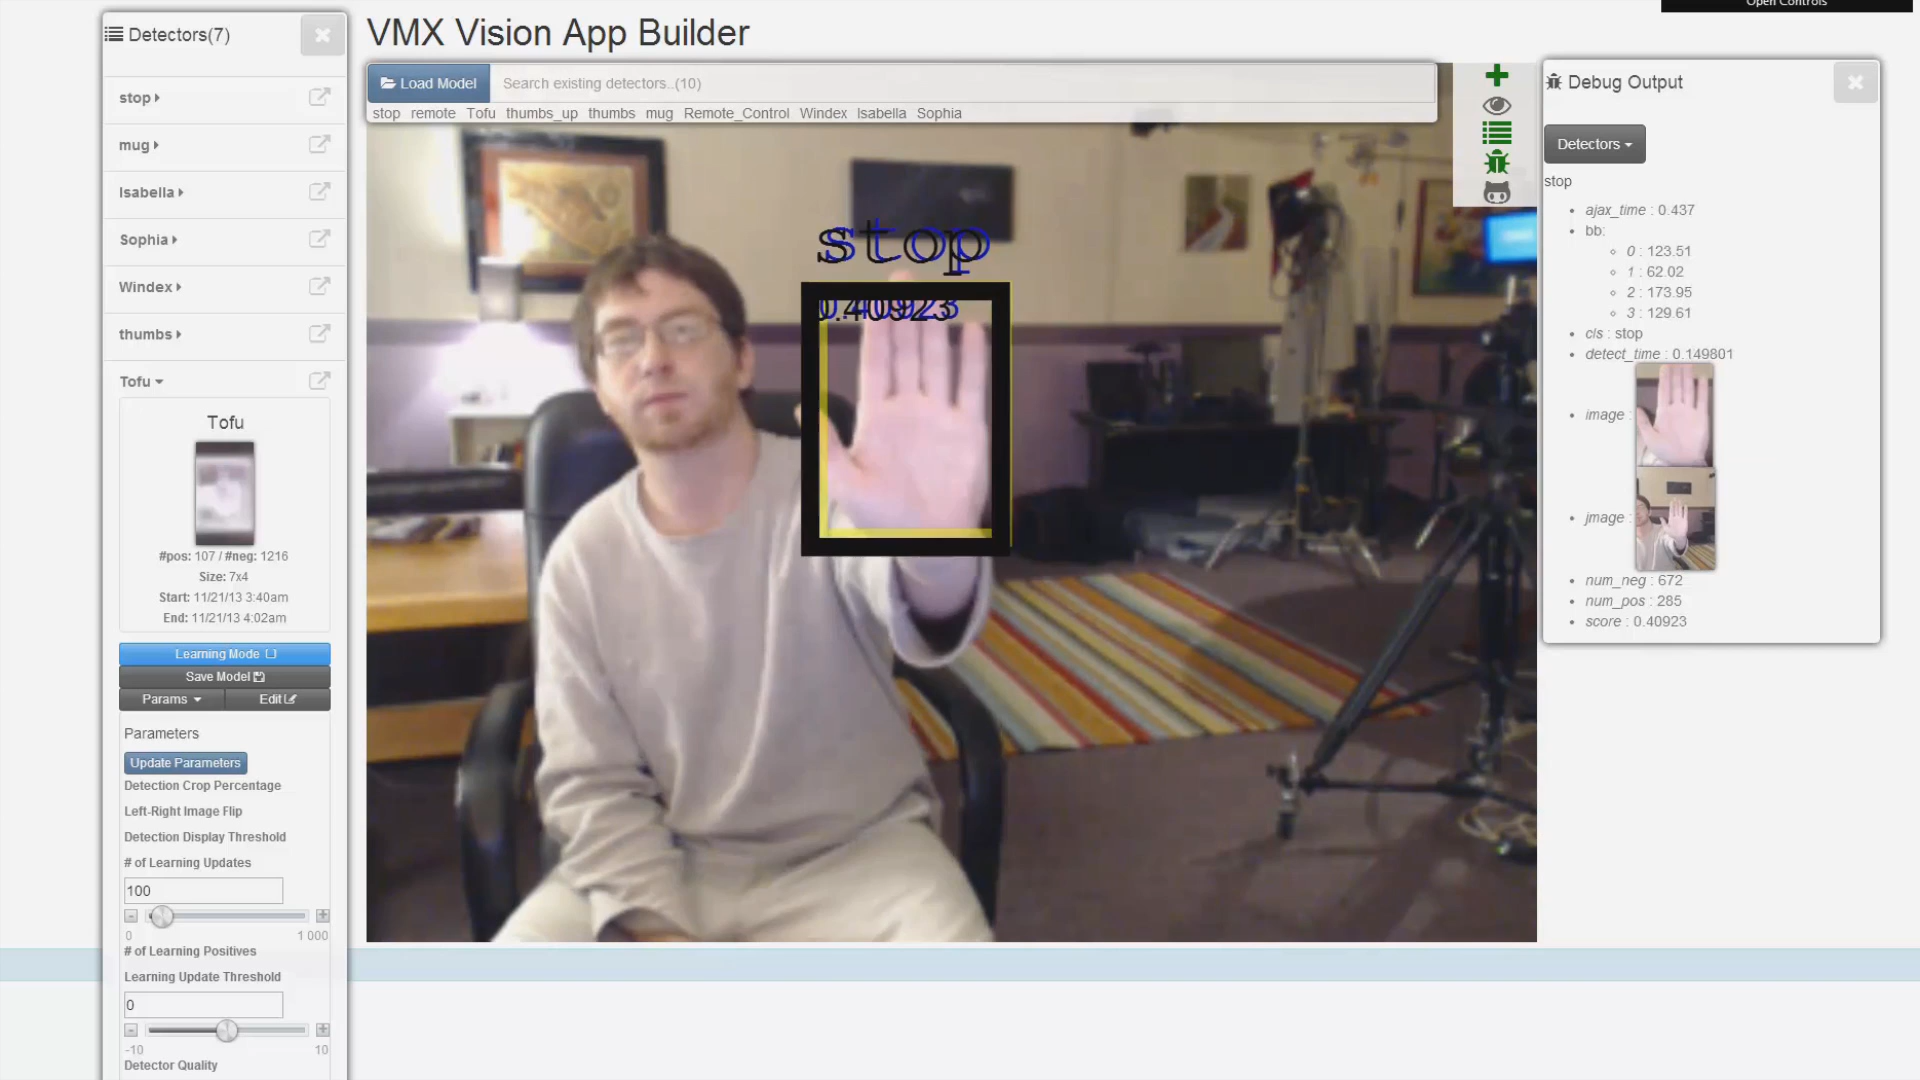 Open Controls
Detectors(7)
stop
mug
Isabella
Sophia
Windex
thumbs
Tofu
Tofu
#pos: 107 / #neg: 1216
Size: 7x4
Start: 11/21/13 3:40am
End: 11/21/13 4:02am
Learning Mode
Save Model
Params
Edit
Parameters
Update Parameters
Detection Crop Percentage
Left-Right Image Flip
Detection Display Threshold
# of Learning Updates
100
- +
0 1 000
# of Learning Positives
Learning Update Threshold
0
- +
-10 10
Detector Quality
VMX Vision App Builder
Load Model
Search existing detectors..(10)
stop remote Tofu thumbs_up thumbs mug Remote_Control Windex Isabella Sophia
stop
0.40923
Debug Output
Detectors
stop
ajax_time : 0.437
bb:
0 : 123.51
1 : 62.02
2 : 173.95
3 : 129.61
cls : stop
detect_time : 0.149801
image :
jmage :
num_neg : 672
num_pos : 285
score : 0.40923